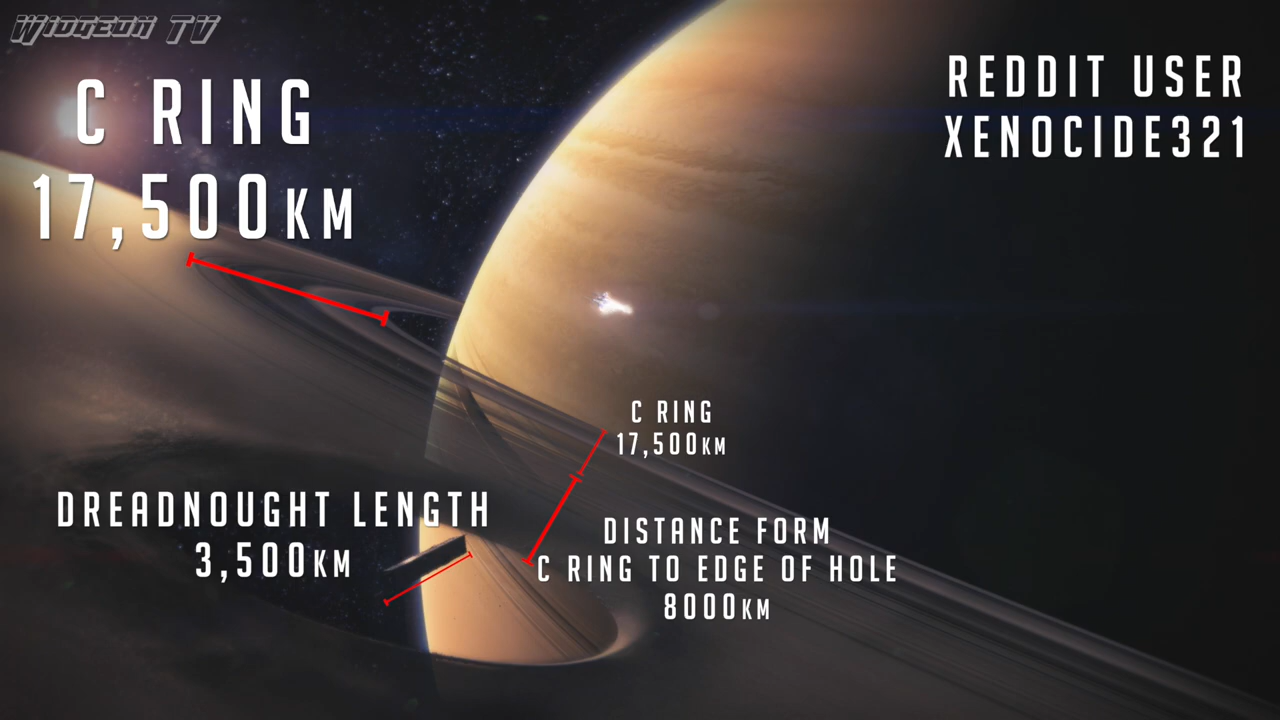 Widgeon TV
C RING
17,500KM
REDDIT USER
XENOCIDE321
C RING
17,500KM
DREADNOUGHT LENGTH
3,500KM
DISTANCE FORM
C RING TO EDGE OF HOLE
8000KM